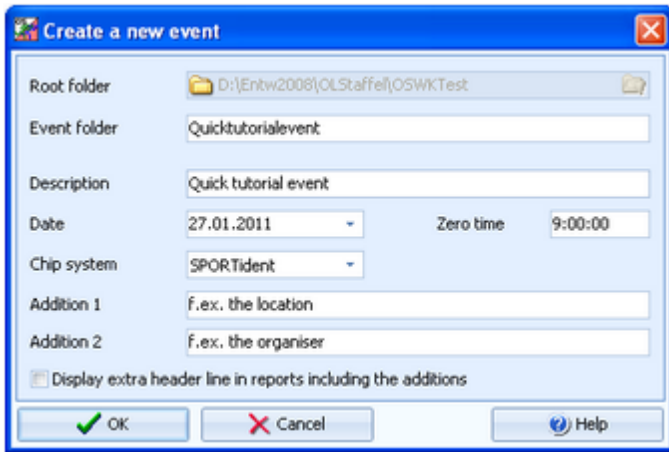 Create a new event
Root folder D:\Entw2008\OLStaffel\OSWKTest
Event folder Quicktutorialevent
Description Quick tutorial event
Date 27.01.2011 Zero time 9:00:00
Chip system SPORTident
Addition 1 f.ex. the location
Addition 2 f.ex. the organiser
Display extra header line in reports including the additions
OK Cancel Help